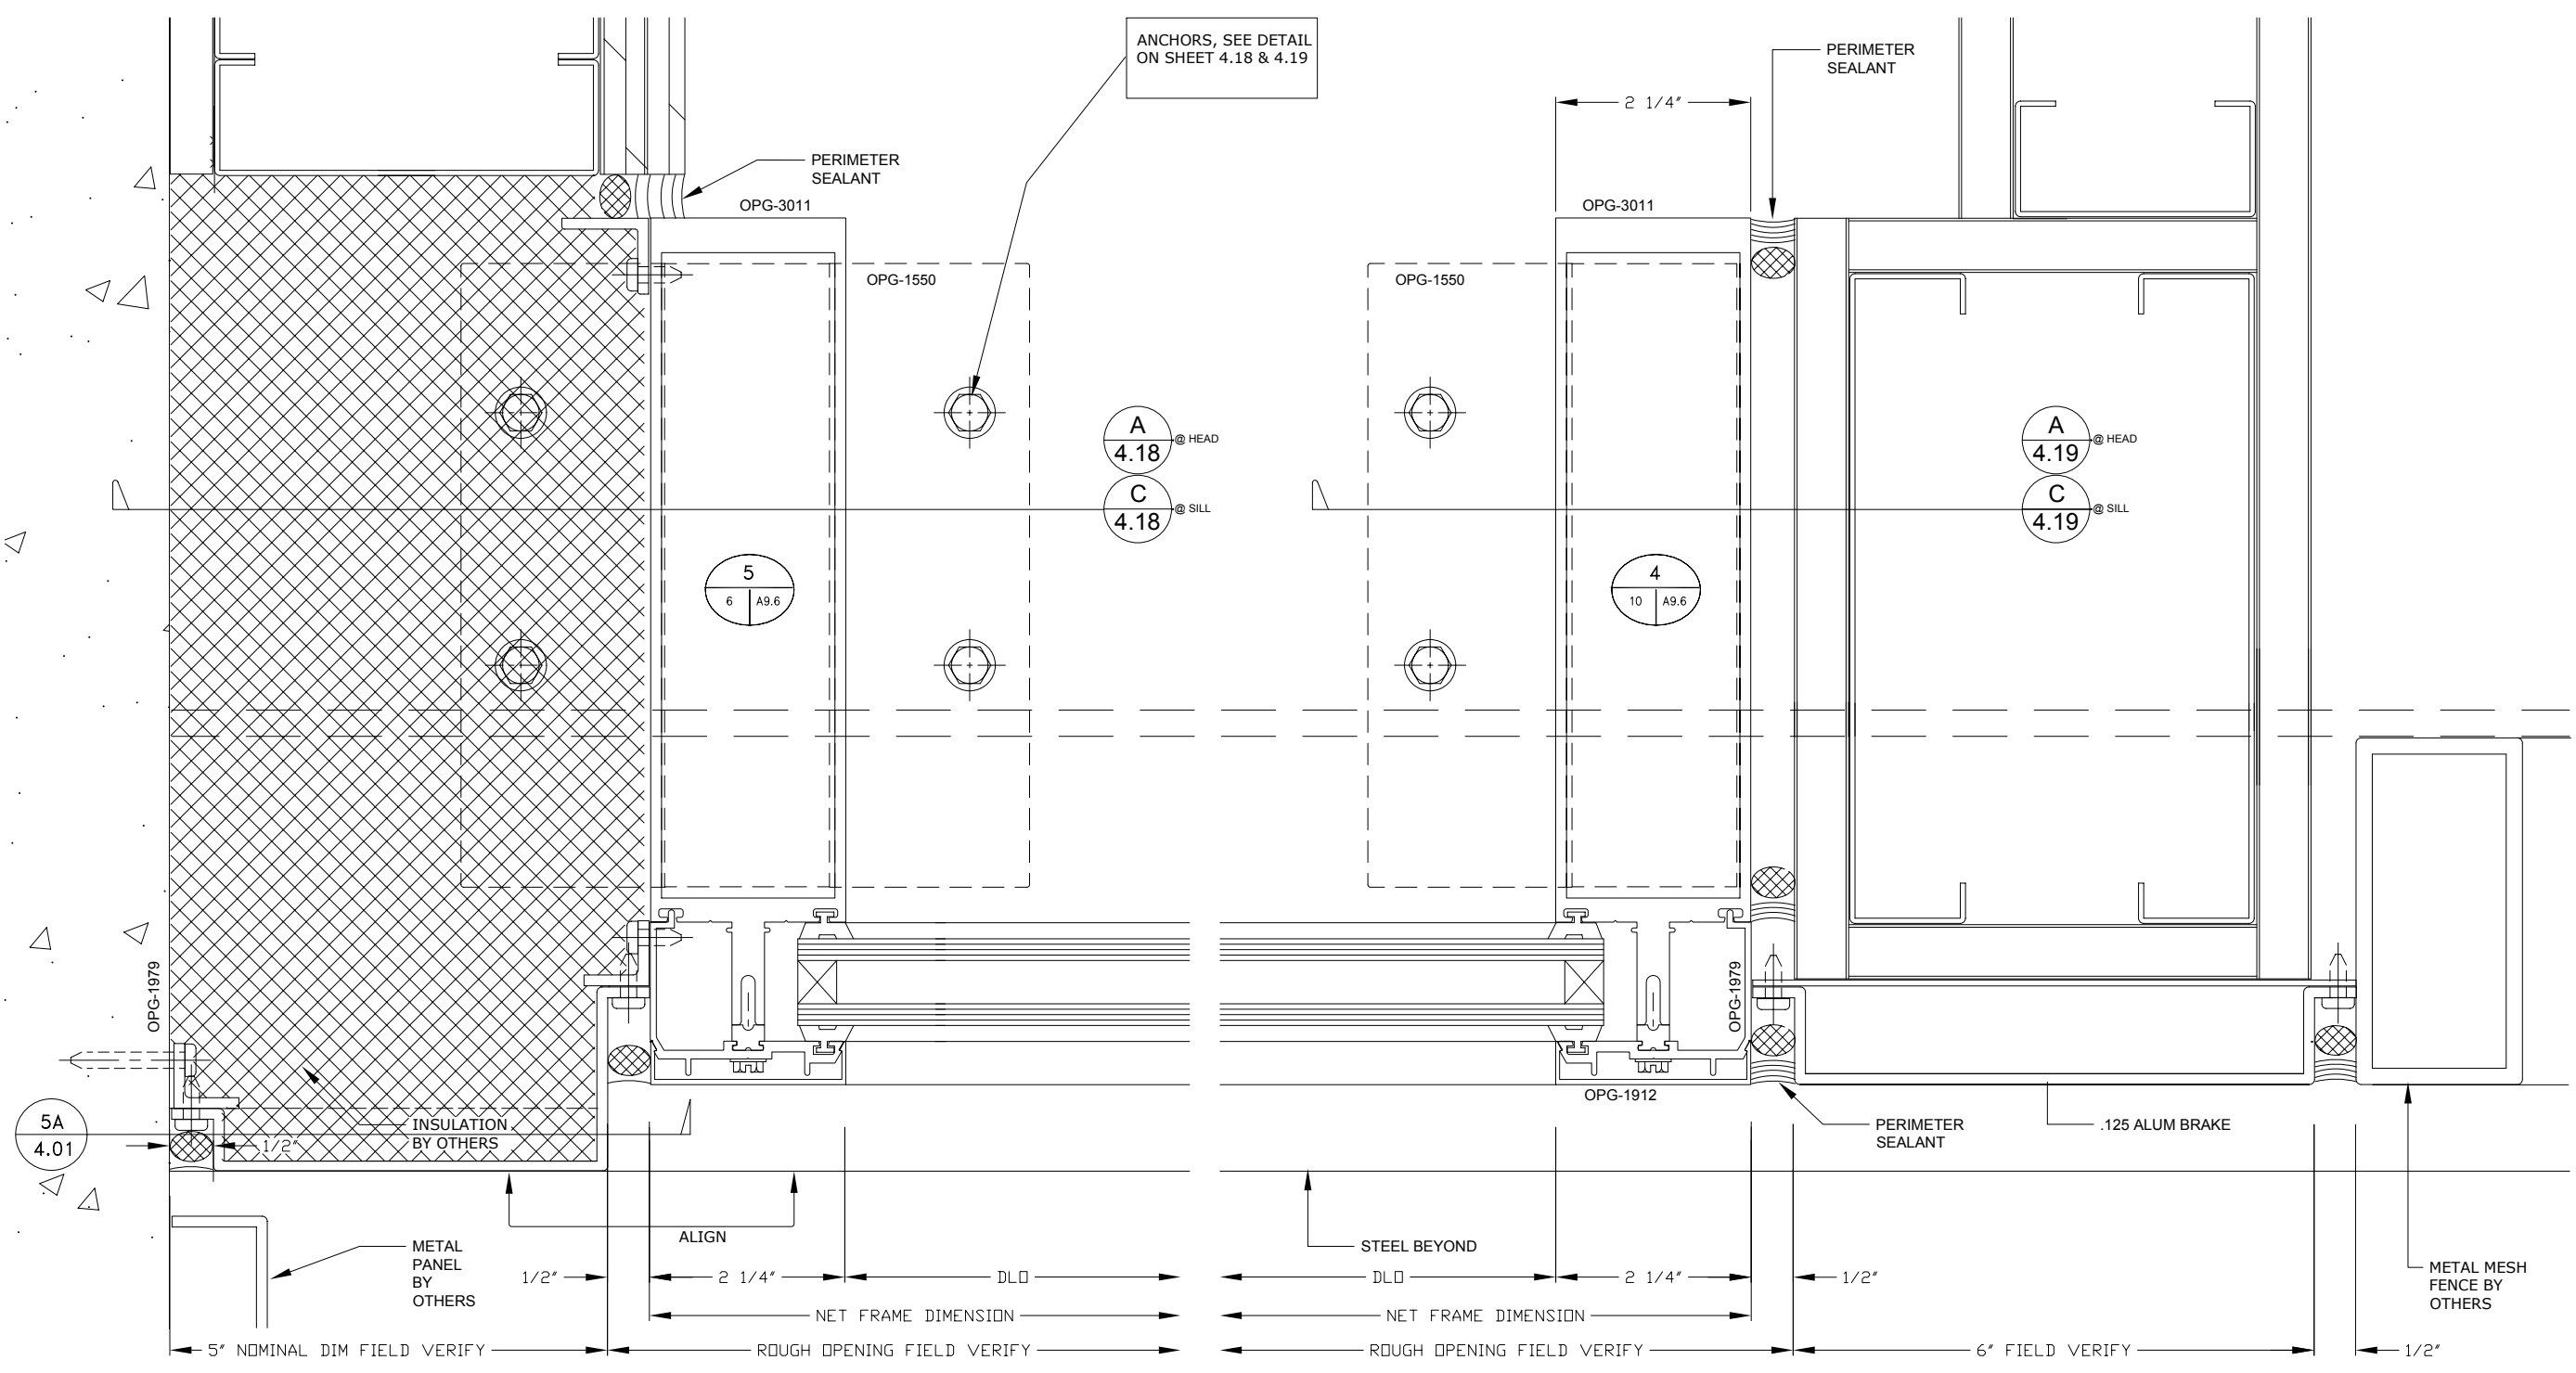 ANCHORS, SEE DETAIL
ON SHEET 4.18 & 4.19
PERIMETER
SEALANT
2 1/4"
PERIMETER
SEALANT
OPG-3011
OPG-3011
OPG-1550
OPG-1550
A
4.18
@ HEAD
C
4.18
@ SILL
A
4.19
@ HEAD
C
4.19
@ SILL
5
6
A9.6
4
10
A9.6
OPG-1979
OPG-1979
OPG-1912
5A
4.01
1/2"
INSULATION
BY OTHERS
PERIMETER
SEALANT
.125 ALUM BRAKE
ALIGN
METAL
PANEL
BY
OTHERS
STEEL BEYOND
METAL MESH
FENCE BY
OTHERS
1/2"
2 1/4"
DLO
DLO
2 1/4"
1/2"
NET FRAME DIMENSION
NET FRAME DIMENSION
5" NOMINAL DIM FIELD VERIFY
ROUGH OPENING FIELD VERIFY
ROUGH OPENING FIELD VERIFY
6" FIELD VERIFY
1/2"